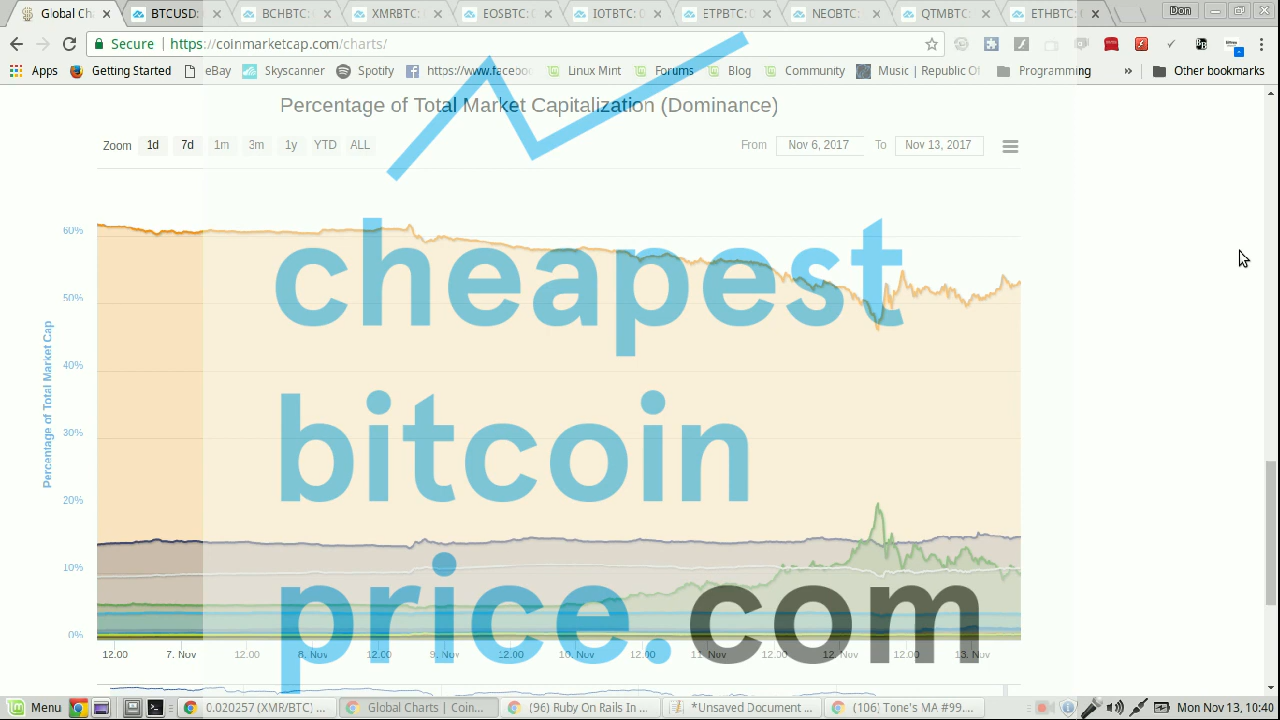 Global Cha
BTCUSD:
BCHBTC:
XMRBTC:
EOSBTC:
IOTBTC:
ETPBTC:
NEOBTC:
QTMBTC:
ETHBTC:
Don
Secure
https://coinmarketcap.com/charts/
Apps
Getting Started
eBay
Skyscanner
Spotify
https://www.faceboo
Linux Mint
Forums
Blog
Community
Music | Republic Of
Programming
»
Other bookmarks
Percentage of Total Market Capitalization (Dominance)
Zoom 1d 7d 1m 3m 1y YTD ALL
From Nov 6, 2017 To Nov 13, 2017
Percentage of Total Market Cap
60%
50%
40%
30%
20%
10%
0%
cheapest
bitcoin
price.com
12:00 7. Nov 12:00 8. Nov 12:00 9. Nov 12:00 10. Nov 12:00 11. Nov 12:00 12. Nov 12:00 13. Nov
Menu
0.020257 (XMR/BTC) ...
Global Charts | Coin...
(96) Ruby On Rails In ...
*Unsaved Document ...
(106) Tone's MA #99....
Mon Nov 13, 10:40